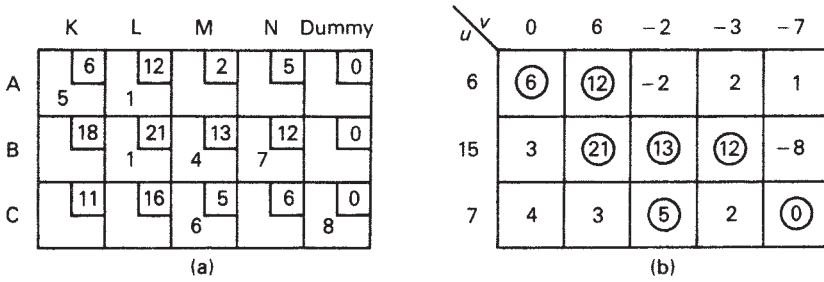 K L M N Dummy
A 6 12 2 5 0
5 1
B 18 21 13 12 0
1 4 7
C 11 16 5 6 0
6 8
(a)
u v 0 6 −2 −3 −7
6 6 12 −2 2 1
15 3 21 13 12 −8
7 4 3 5 2 0
(b)